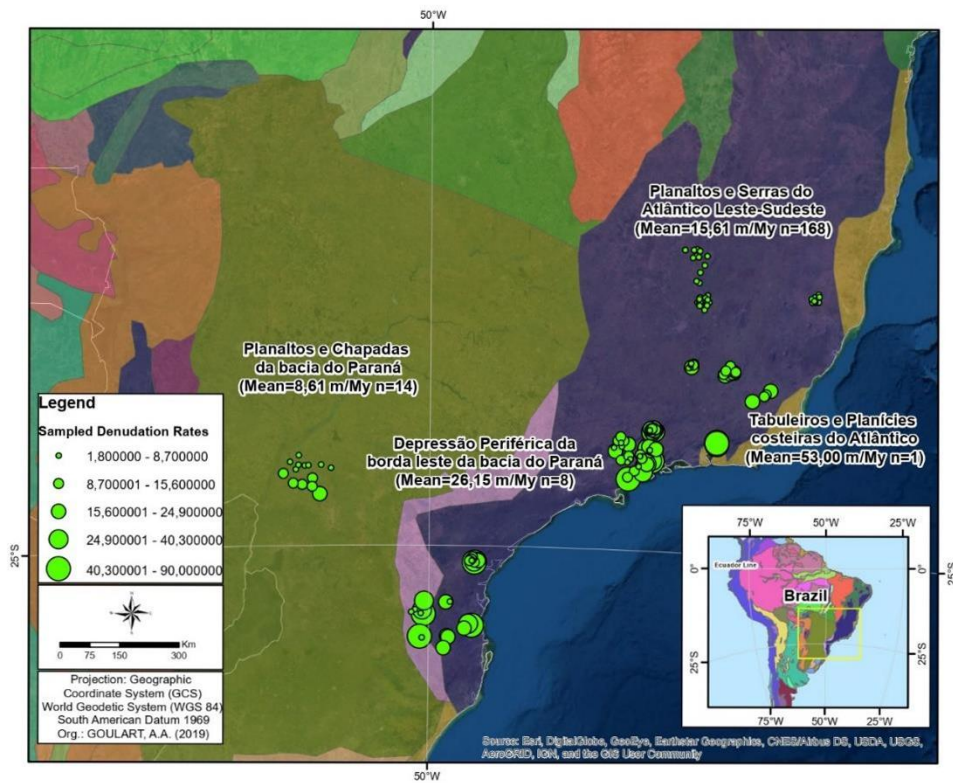 50°W
Planaltos e Serras do
Atlântico Leste-Sudeste
(Mean=15,61 m/My n=168)
Planaltos e Chapadas
da bacia do Paraná
(Mean=8,61 m/My n=14)
Depressão Periférica da
borda leste da bacia do Paraná
(Mean=26,15 m/My n=8)
Tabuleiros e Planícies
costeiras do Atlântico
(Mean=53,00 m/My n=1)
Legend
Sampled Denudation Rates
1,800000 - 8,700000
8,700001 - 15,600000
15,600001 - 24,900000
24,900001 - 40,300000
40,300001 - 90,000000
25°S
25°S
N
Km
0 75 150 300
Projection: Geographic
Coordinate System (GCS)
World Geodetic System (WGS 84)
South American Datum 1969
Org.: GOULART, A.A. (2019)
75°W 50°W 25°W
Ecuador Line
0°
0°
Brazil
25°S
25°S
75°W 50°W 25°W
Source: Esri, DigitalGlobe, GeoEye, Earthstar Geographics, CNES/Airbus DS, USDA, USGS,
AeroGRID, IGN, and the GIS User Community
50°W